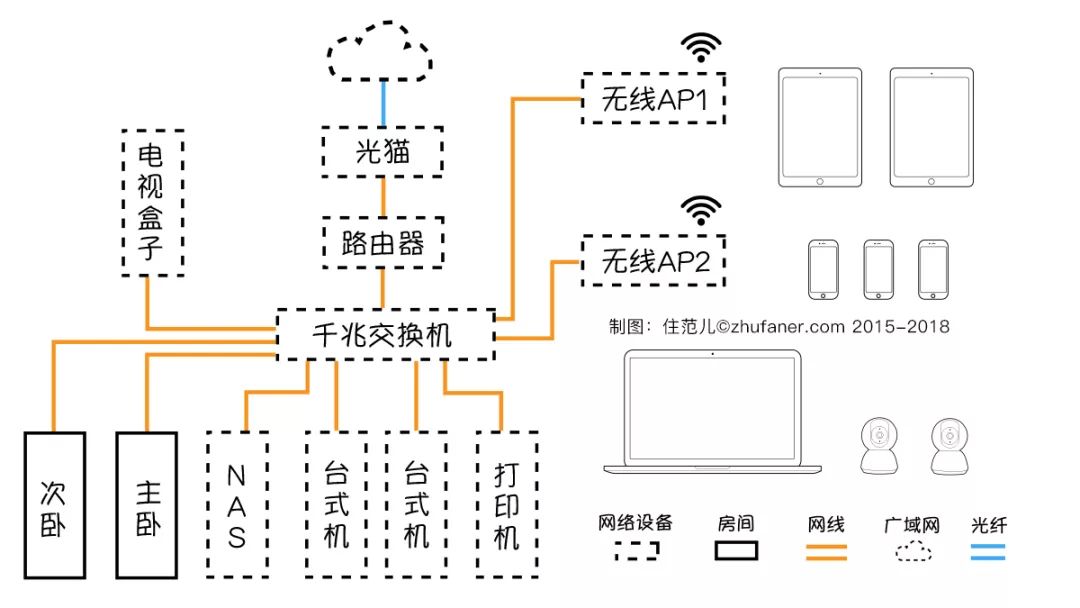 无线AP1
光猫
电视盒子
路由器
无线AP2
千兆交换机
制图：住范儿©zhufaner.com 2015-2018
次卧
主卧
NAS
台式机
台式机
打印机
网络设备
房间
网线
广域网
光纤